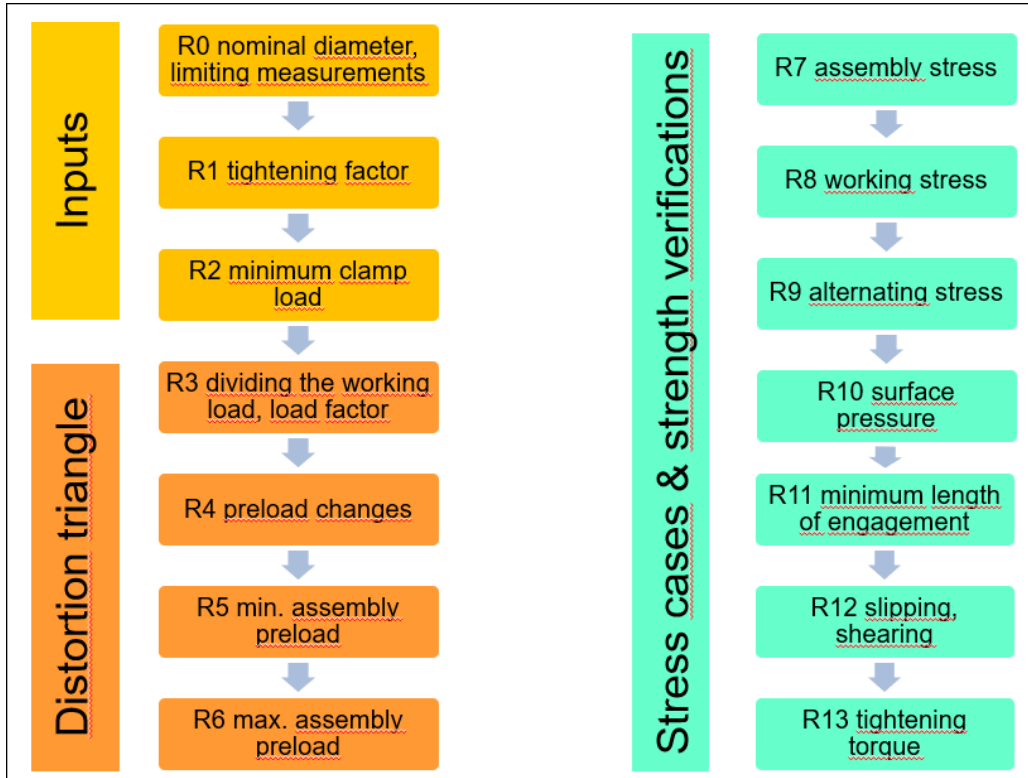 Inputs
R0 nominal diameter,
limiting measurements
R1 tightening factor
R2 minimum clamp
load
Distortion triangle
R3 dividing the working
load, load factor
R4 preload changes
R5 min. assembly
preload
R6 max. assembly
preload
Stress cases & strength verifications
R7 assembly stress
R8 working stress
R9 alternating stress
R10 surface
pressure
R11 minimum length
of engagement
R12 slipping,
shearing
R13 tightening
torque